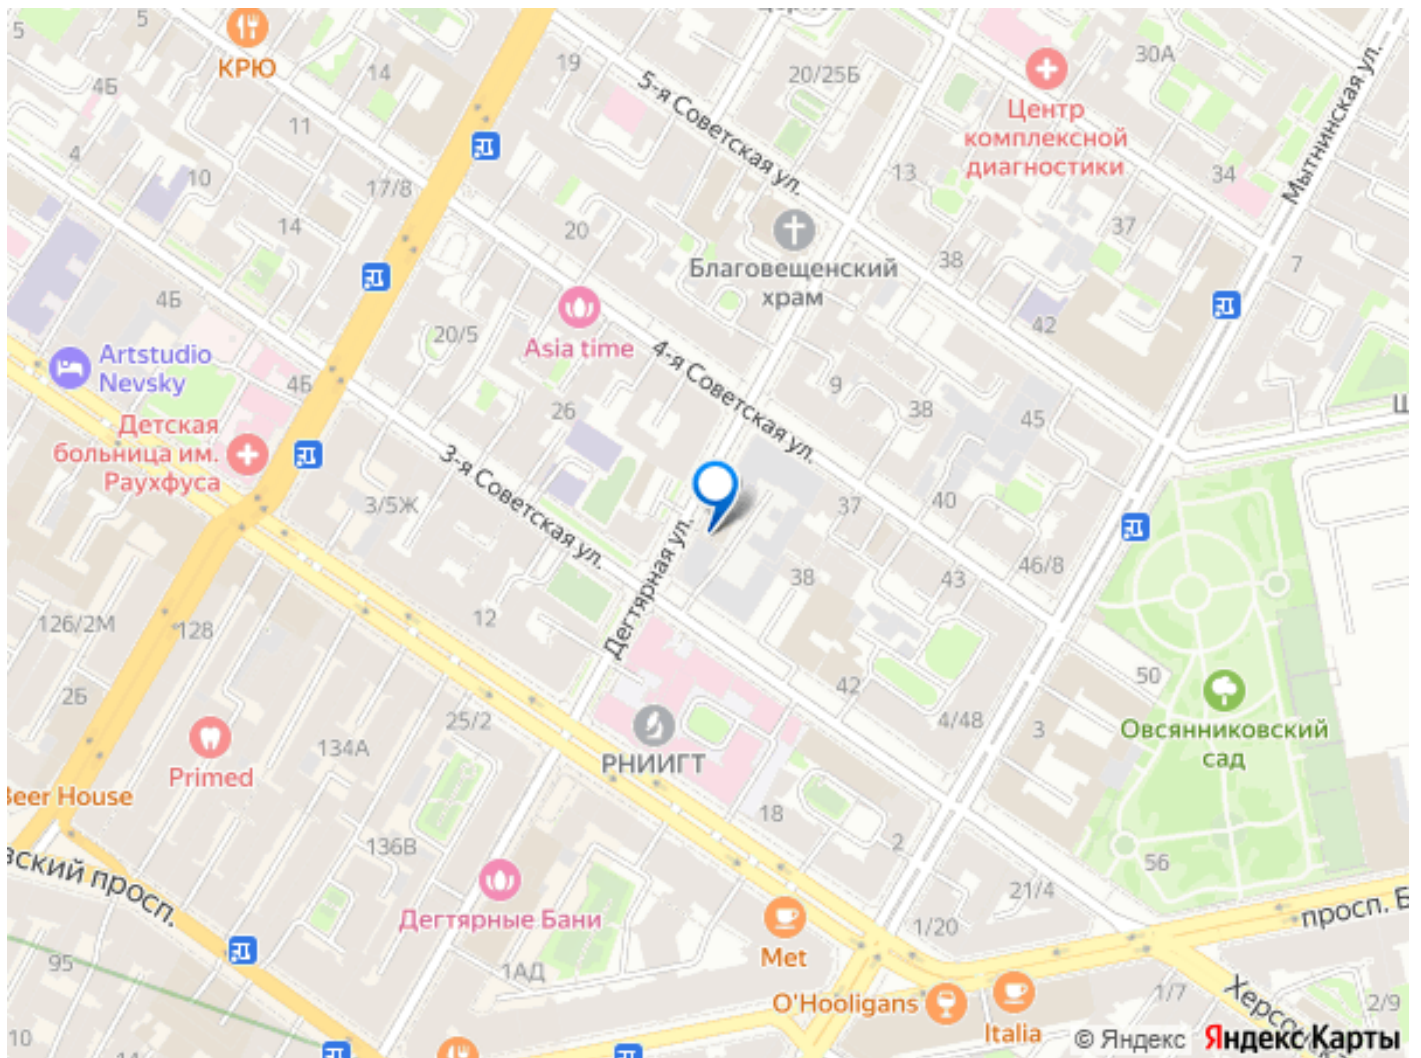 5
5
КРЮ
14
4Б
11
4
10
14
17/8
19
20/25Б
5-я Советская ул.
30А
Центр
комплексной
диагностики
Мытнинская ул.
13
34
37
7
20
Благовещенский
храм
38
42
4Б
20/5
Asia time
4-я Советская ул.
Artstudio
Nevsky
4Б
26
9
38
45
Детская
больница им.
Раухфуса
3-я Советская ул.
3/5Ж
37
40
46/8
Дегтярная ул.
38
43
126/2М
128
12
50
2Б
25/2
42
4/48
3
Овсянниковский
сад
134А
РНИИГТ
Primed
Beer House
18
2
136В
56
вский просп.
Дегтярные Бани
21/4
1/20
просп. Б
95
1АД
Met
O'Hooligans
Italia
1/7
2/9
10
© Яндекс Яндекс Карты